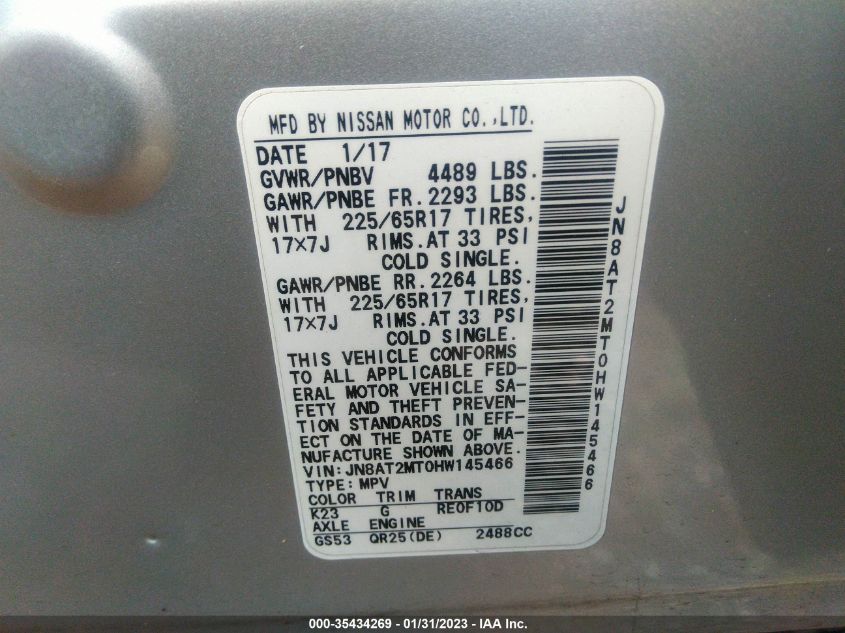 MFD BY NISSAN MOTOR CO.,LTD.
DATE 1/17
GVWR/PNBV 4489 LBS.
GAWR/PNBE FR. 2293 LBS.
WITH 225/65R17 TIRES,
17×7J RIMS. AT 33 PSI
COLD SINGLE.
GAWR/PNBE RR. 2264 LBS.
WITH 225/65R17 TIRES,
17×7J RIMS. AT 33 PSI
COLD SINGLE.
THIS VEHICLE CONFORMS
TO ALL APPLICABLE FED-
ERAL MOTOR VEHICLE SA-
FETY AND THEFT PREVEN-
TION STANDARDS IN EFF-
ECT ON THE DATE OF MA-
NUFACTURE SHOWN ABOVE.
VIN:JN8AT2MT0HW145466
TYPE:MPV
COLOR TRIM TRANS
K23 G RE0F10D
AXLE ENGINE
GS53 QR25(DE) 2488CC
JN8AT2MT0HW145466
000-35434269 - 01/31/2023 - IAA Inc.